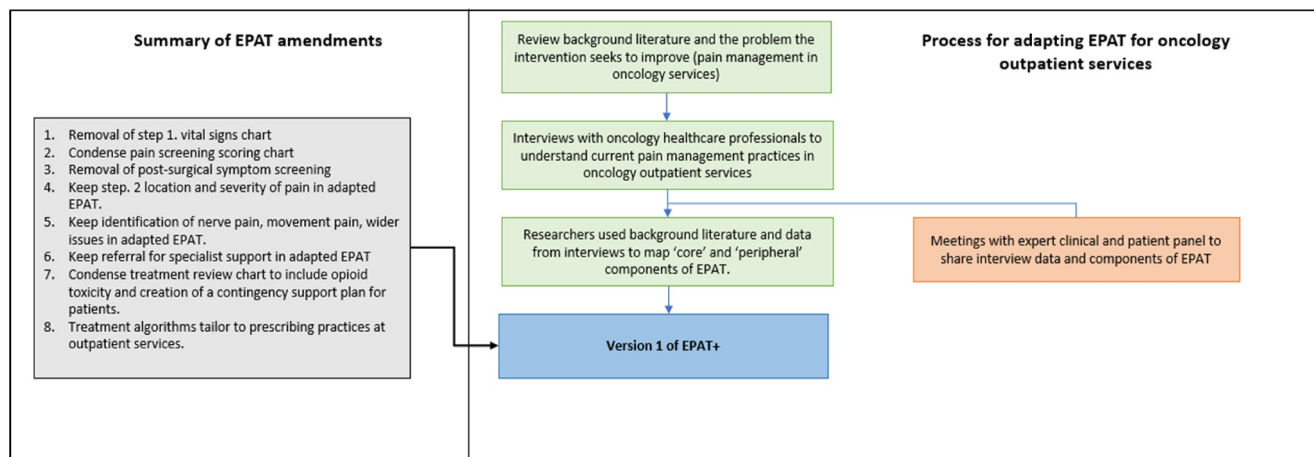 Summary of EPAT amendments
1. Removal of step 1. vital signs chart
2. Condense pain screening scoring chart
3. Removal of post-surgical symptom screening
4. Keep step. 2 location and severity of pain in adapted
EPAT.
5. Keep identification of nerve pain, movement pain, wider
issues in adapted EPAT.
6. Keep referral for specialist support in adapted EPAT
7. Condense treatment review chart to include opioid
toxicity and creation of a contingency support plan for
patients.
8. Treatment algorithms tailor to prescribing practices at
outpatient services.
Process for adapting EPAT for oncology
outpatient services
Review background literature and the problem the
intervention seeks to improve (pain management in
oncology services)
Interviews with oncology healthcare professionals to
understand current pain management practices in
oncology outpatient services
Researchers used background literature and data
from interviews to map ‘core’ and ‘peripheral’
components of EPAT.
Meetings with expert clinical and patient panel to
share interview data and components of EPAT
Version 1 of EPAT+